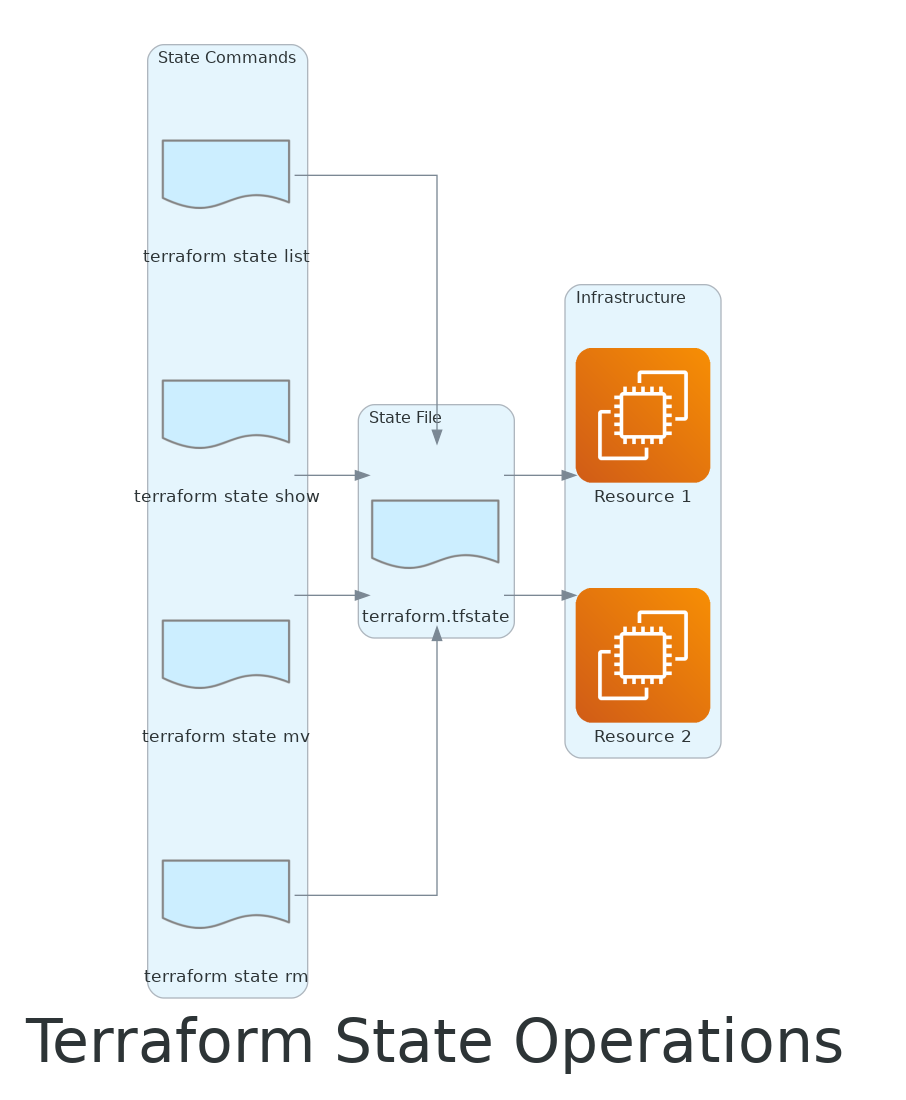 State Commands
terraform state list
terraform state show
terraform state mv
terraform state rm
State File
terraform.tfstate
Infrastructure
Resource 1
Resource 2
Terraform State Operations